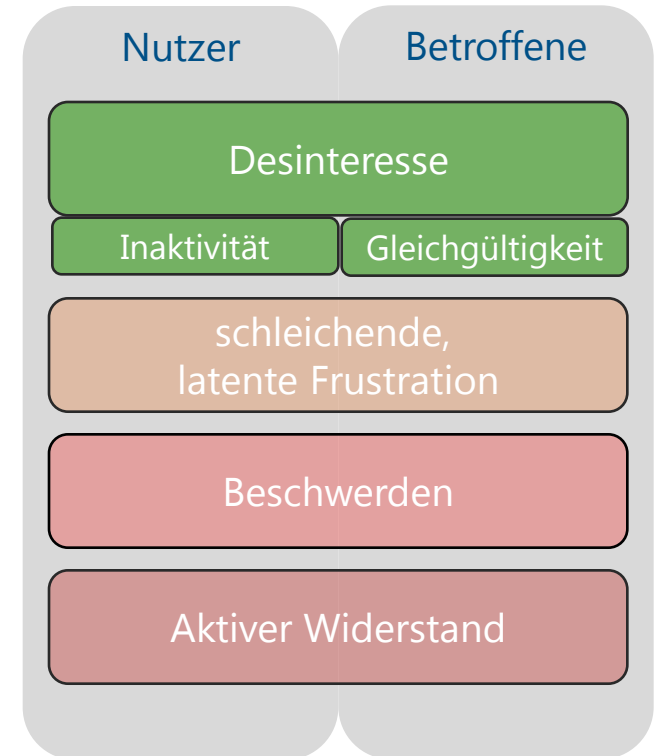 Nutzer
Betroffene
Desinteresse
Inaktivität
Gleichgültigkeit
schleichende,
latente Frustration
Beschwerden
Aktiver Widerstand